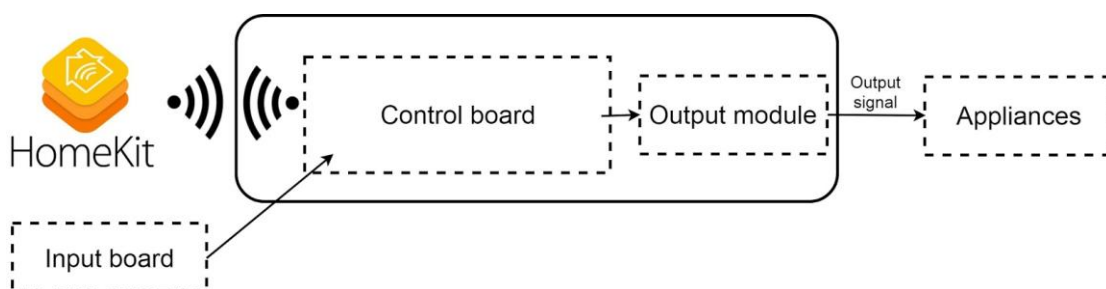 HomeKit
Control board
Output module
Output
signal
Appliances
Input board